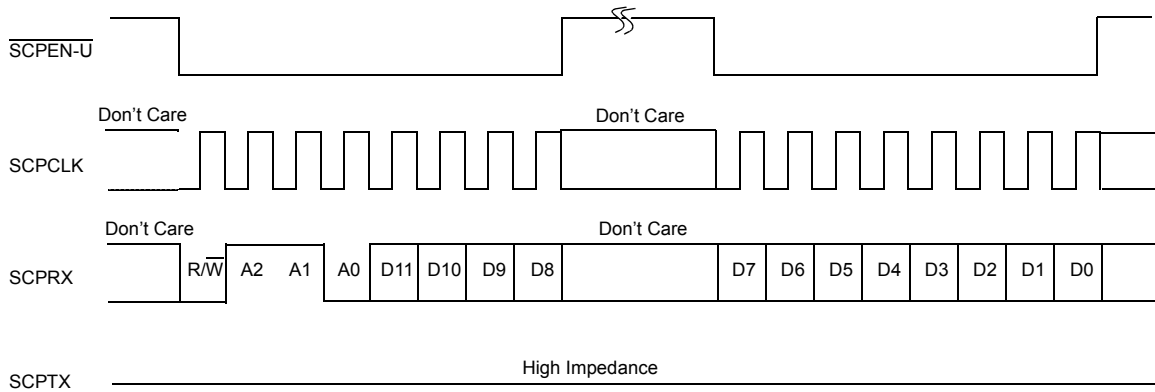 SCPEN-U
Don't Care Don't Care
SCPCLK
Don't Care Don't Care
R/W A2 A1 A0 D11 D10 D9 D8 D7 D6 D5 D4 D3 D2 D1 D0
SCPRX
High Impedance
SCPTX